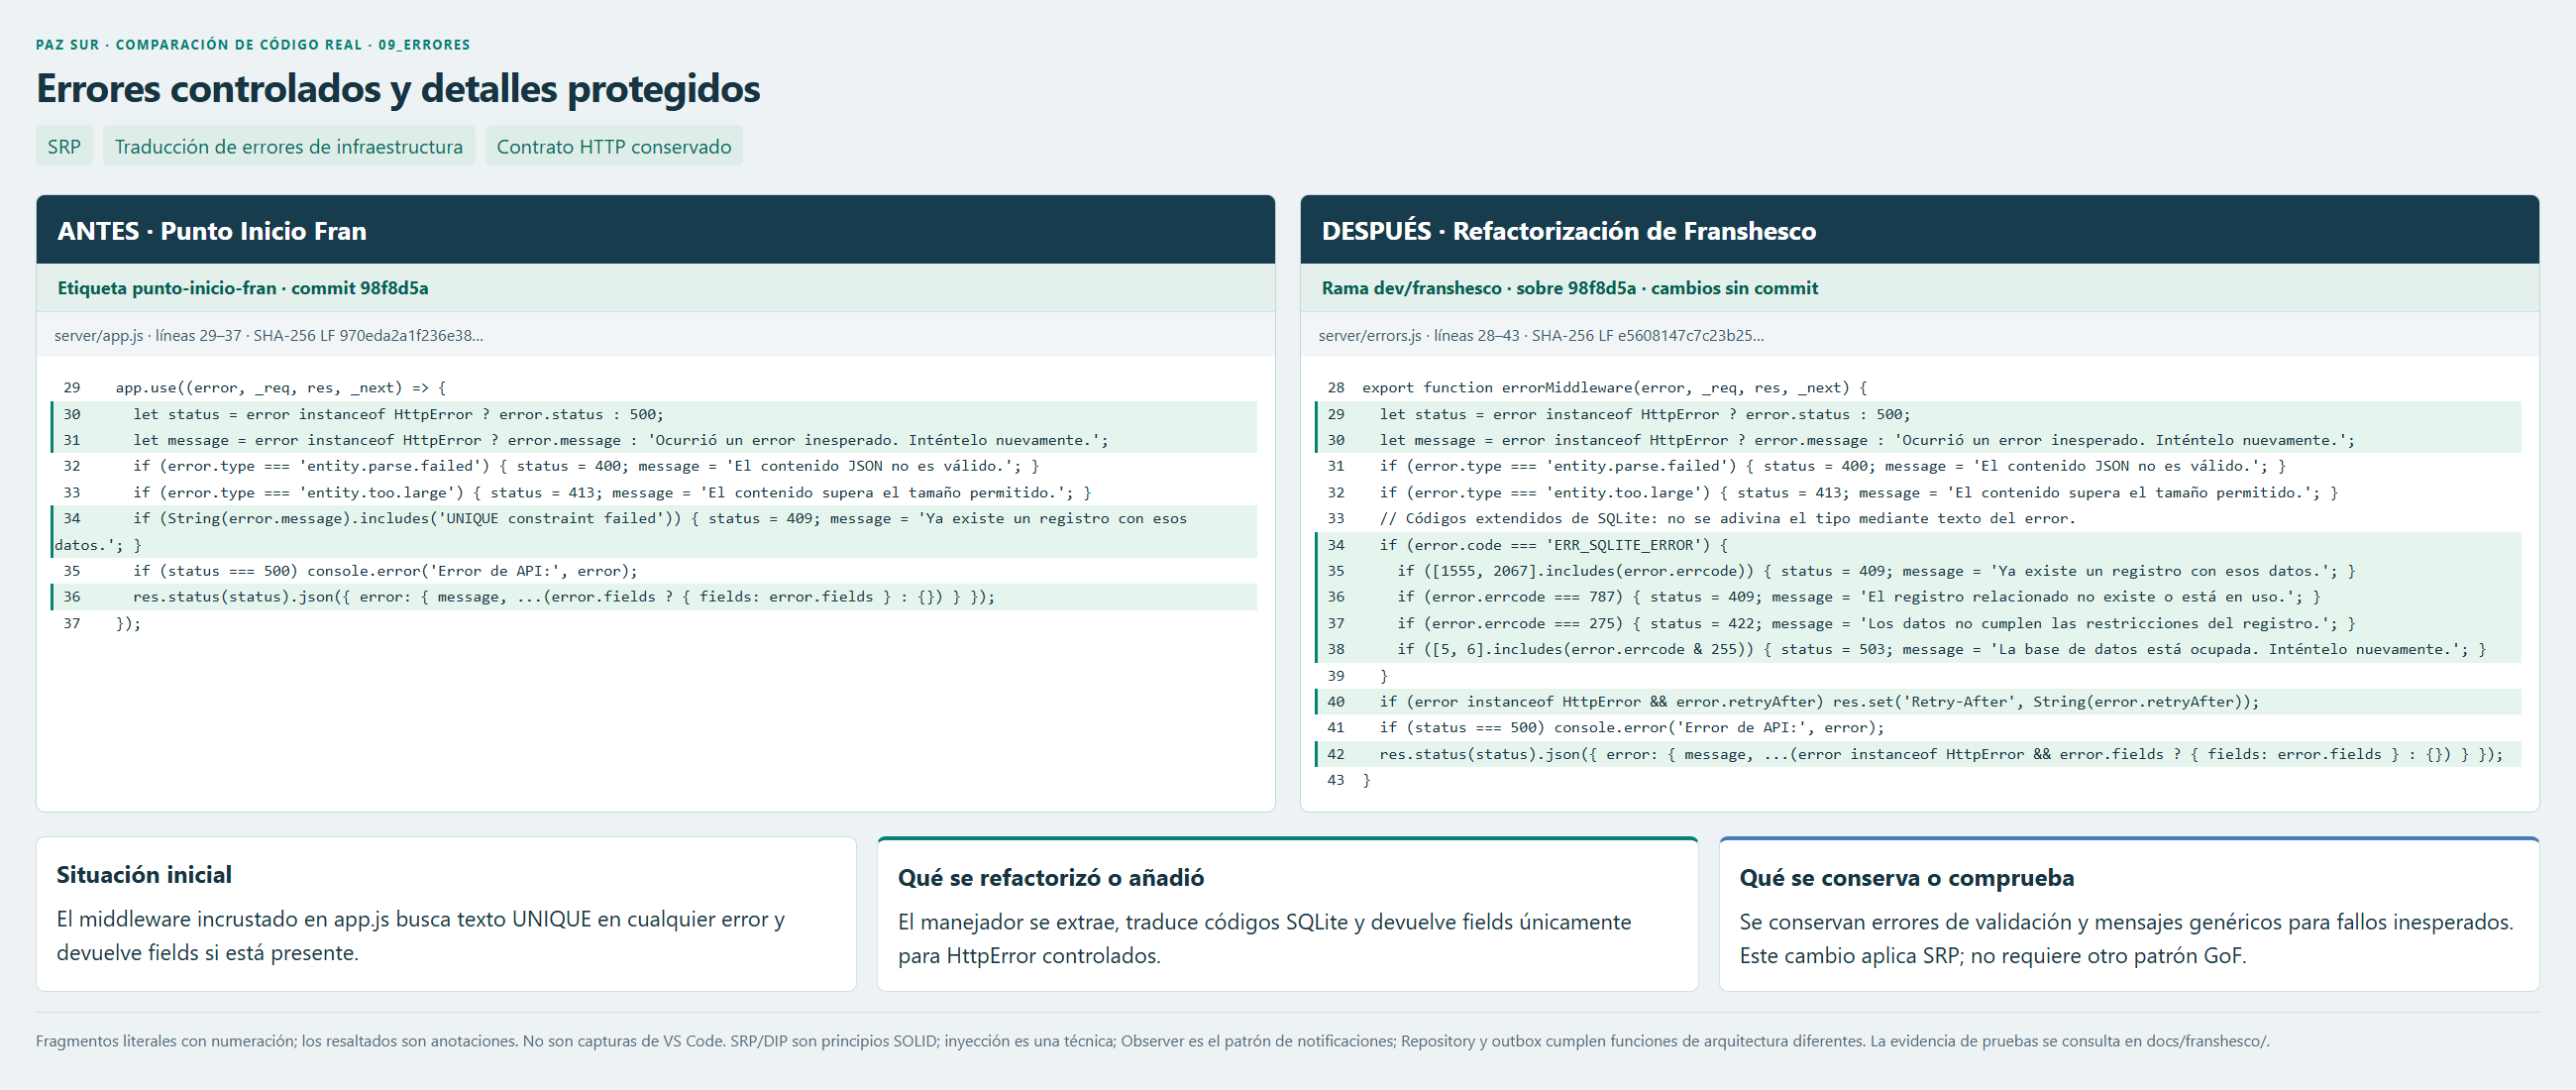 PAZ SUR · COMPARACIÓN DE CÓDIGO REAL · 09_ERRORES
Errores controlados y detalles protegidos
SRP
Traducción de errores de infraestructura
Contrato HTTP conservado
ANTES · Punto Inicio Fran
Etiqueta punto-inicio-fran · commit 98f8d5a
server/app.js · líneas 29–37 · SHA-256 LF 970eda2a1f236e38...
29    app.use((error, _req, res, _next) => {
30      let status = error instanceof HttpError ? error.status : 500;
31      let message = error instanceof HttpError ? error.message : 'Ocurrió un error inesperado. Inténtelo nuevamente.';
32      if (error.type === 'entity.parse.failed') { status = 400; message = 'El contenido JSON no es válido.'; }
33      if (error.type === 'entity.too.large') { status = 413; message = 'El contenido supera el tamaño permitido.'; }
34      if (String(error.message).includes('UNIQUE constraint failed')) { status = 409; message = 'Ya existe un registro con esos
datos.'; }
35      if (status === 500) console.error('Error de API:', error);
36      res.status(status).json({ error: { message, ...(error.fields ? { fields: error.fields } : {}) } });
37    });
DESPUÉS · Refactorización de Franshesco
Rama dev/franshesco · sobre 98f8d5a · cambios sin commit
server/errors.js · líneas 28–43 · SHA-256 LF e5608147c7c23b25...
28  export function errorMiddleware(error, _req, res, _next) {
29    let status = error instanceof HttpError ? error.status : 500;
30    let message = error instanceof HttpError ? error.message : 'Ocurrió un error inesperado. Inténtelo nuevamente.';
31    if (error.type === 'entity.parse.failed') { status = 400; message = 'El contenido JSON no es válido.'; }
32    if (error.type === 'entity.too.large') { status = 413; message = 'El contenido supera el tamaño permitido.'; }
33    // Códigos extendidos de SQLite: no se adivina el tipo mediante texto del error.
34    if (error.code === 'ERR_SQLITE_ERROR') {
35      if ([1555, 2067].includes(error.errcode)) { status = 409; message = 'Ya existe un registro con esos datos.'; }
36      if (error.errcode === 787) { status = 409; message = 'El registro relacionado no existe o está en uso.'; }
37      if (error.errcode === 275) { status = 422; message = 'Los datos no cumplen las restricciones del registro.'; }
38      if ([5, 6].includes(error.errcode & 255)) { status = 503; message = 'La base de datos está ocupada. Inténtelo nuevamente.'; }
39    }
40    if (error instanceof HttpError && error.retryAfter) res.set('Retry-After', String(error.retryAfter));
41    if (status === 500) console.error('Error de API:', error);
42    res.status(status).json({ error: { message, ...(error instanceof HttpError && error.fields ? { fields: error.fields } : {}) } });
43  }
Situación inicial
El middleware incrustado en app.js busca texto UNIQUE en cualquier error y
devuelve fields si está presente.
Qué se refactorizó o añadió
El manejador se extrae, traduce códigos SQLite y devuelve fields únicamente
para HttpError controlados.
Qué se conserva o comprueba
Se conservan errores de validación y mensajes genéricos para fallos inesperados.
Este cambio aplica SRP; no requiere otro patrón GoF.
Fragmentos literales con numeración; los resaltados son anotaciones. No son capturas de VS Code. SRP/DIP son principios SOLID; inyección es una técnica; Observer es el patrón de notificaciones; Repository y outbox cumplen funciones de arquitectura diferentes. La evidencia de pruebas se consulta en docs/franshesco/.